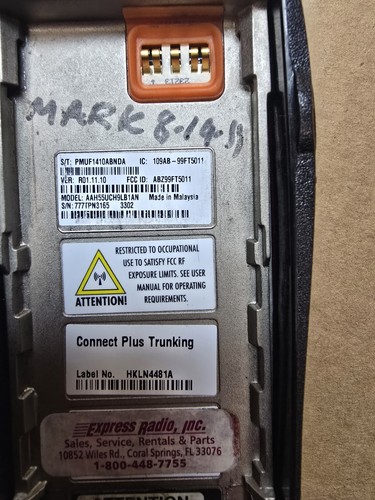 MARK 8-14-
S/T: PMUF1410ABNDA IC: 109AB-99FT5011
VER: R01.11.10 FCC ID: ABZ99FT5011
MODEL: AAH55UCH9LB1AN Made in Malaysia
S/N:777TPN3165 3302
RESTRICTED TO OCCUPATIONAL
USE TO SATISFY FCC RF
EXPOSURE LIMITS. SEE USER
MANUAL FOR OPERATING
REQUIREMENTS.
ATTENTION!
Connect Plus Trunking
Label No. HKLN4481A
Express Radio, Inc.
Sales, Service, Rentals & Parts
10852 Wiles Rd., Coral Springs, FL 33076
1-800-448-7755
ATTENTION